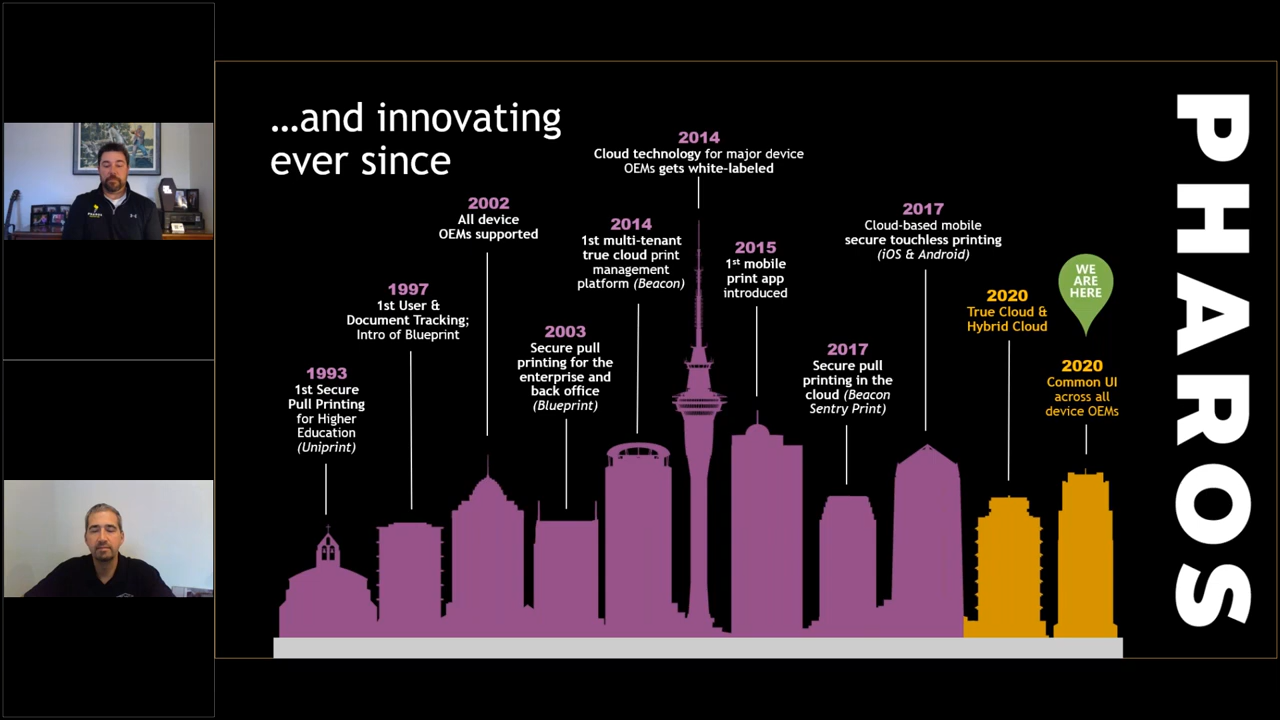 ...and innovating
ever since
1993
1st Secure
Pull Printing
for Higher
Education
(Uniprint)
1997
1st User &
Document Tracking;
Intro of Blueprint
2002
All device
OEMs supported
2003
Secure pull
printing for the
enterprise and
back office
(Blueprint)
2014
1st multi-tenant
true cloud print
management
platform (Beacon)
2014
Cloud technology for major device
OEMs gets white-labeled
2015
1st mobile
print app
introduced
2017
Secure pull
printing in the
cloud (Beacon
Sentry Print)
2017
Cloud-based mobile
secure touchless printing
(iOS & Android)
2020
True Cloud &
Hybrid Cloud
WE
ARE
HERE
2020
Common UI
across all
device OEMs
PHAROS